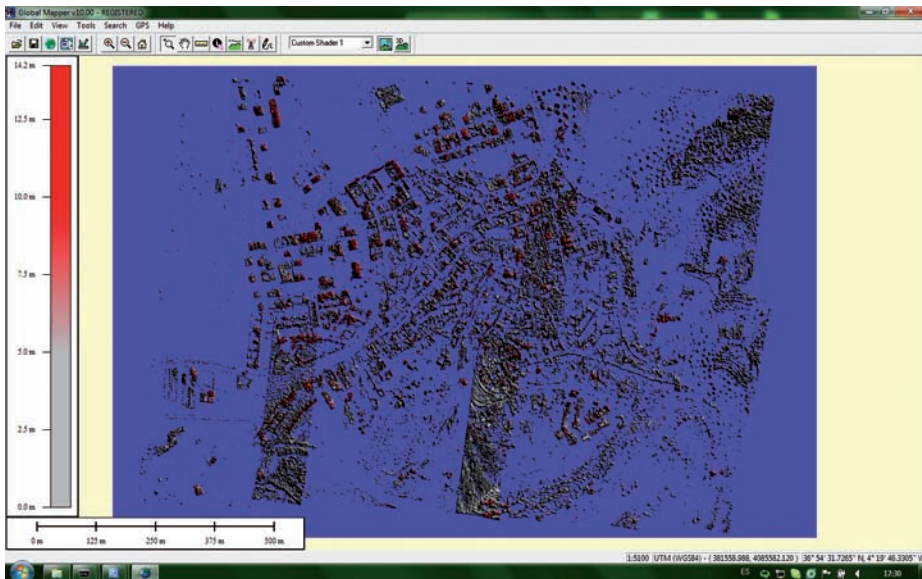 Global Mapper v10.00 - REGISTERED
File Edit View Tools Search GPS Help
Custom Shader 1
3D
14.2 m
12.5 m
10.0 m
7.5 m
5.0 m
2.5 m
0.0 m
0 m 125 m 250 m 375 m 500 m
1:5100 UTM (WGS84) - ( 381558.988, 4085582.120 ) 36° 54' 31.7265" N, 4° 19' 46.3305" W
ES 17:30